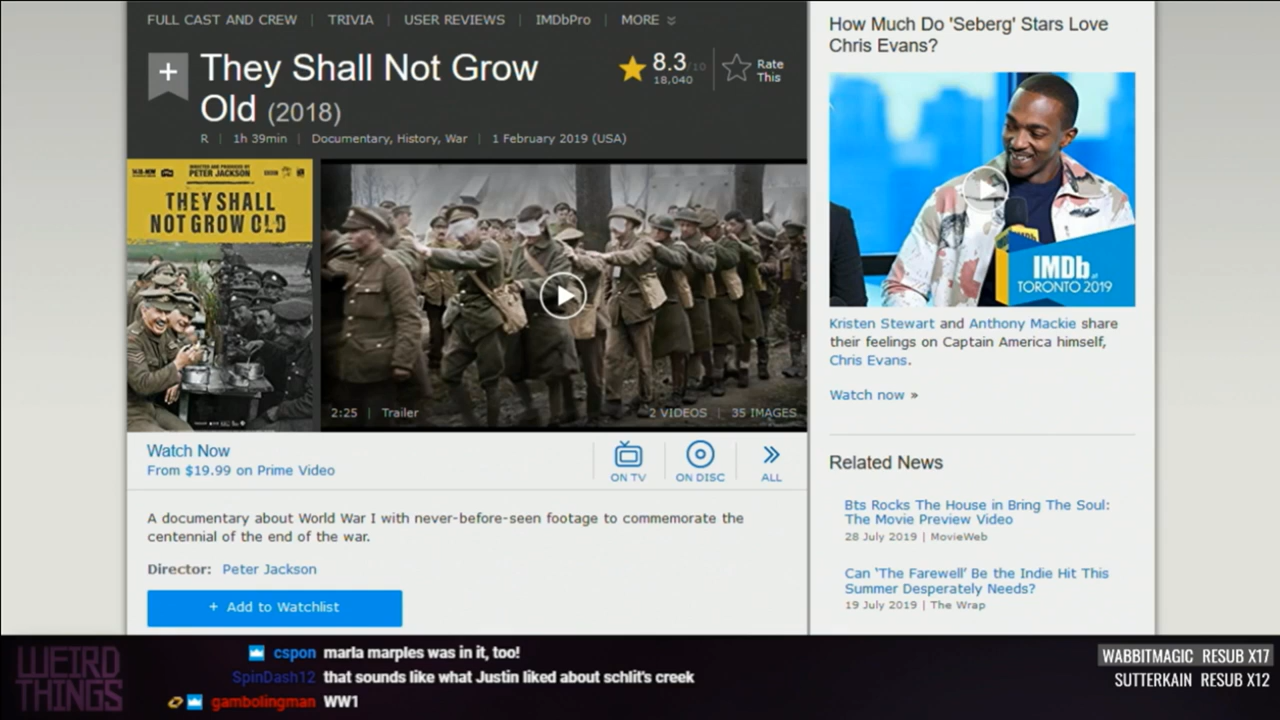 FULL CAST AND CREW | TRIVIA | USER REVIEWS | IMDbPro | MORE
They Shall Not Grow
Old (2018)
8.3/10
18,040
Rate
This
R | 1h 39min | Documentary, History, War | 1 February 2019 (USA)
DIRECTED AND PRODUCED BY
PETER JACKSON
THEY SHALL
NOT GROW OLD
2:25 | Trailer
2 VIDEOS | 35 IMAGES
Watch Now
From $19.99 on Prime Video
ON TV
ON DISC
ALL
A documentary about World War I with never-before-seen footage to commemorate the
centennial of the end of the war.
Director: Peter Jackson
+ Add to Watchlist
How Much Do 'Seberg' Stars Love
Chris Evans?
IMDb at
TORONTO 2019
Kristen Stewart and Anthony Mackie share
their feelings on Captain America himself,
Chris Evans.
Watch now »
Related News
Bts Rocks The House in Bring The Soul:
The Movie Preview Video
28 July 2019 | MovieWeb
Can 'The Farewell' Be the Indie Hit This
Summer Desperately Needs?
19 July 2019 | The Wrap
WEIRD
THINGS
cspon marla marples was in it, too!
SpinDash12 that sounds like what Justin liked about schlit's creek
gambolingman WW1
WABBITMAGIC RESUB X17
SUTTERKAIN RESUB X12